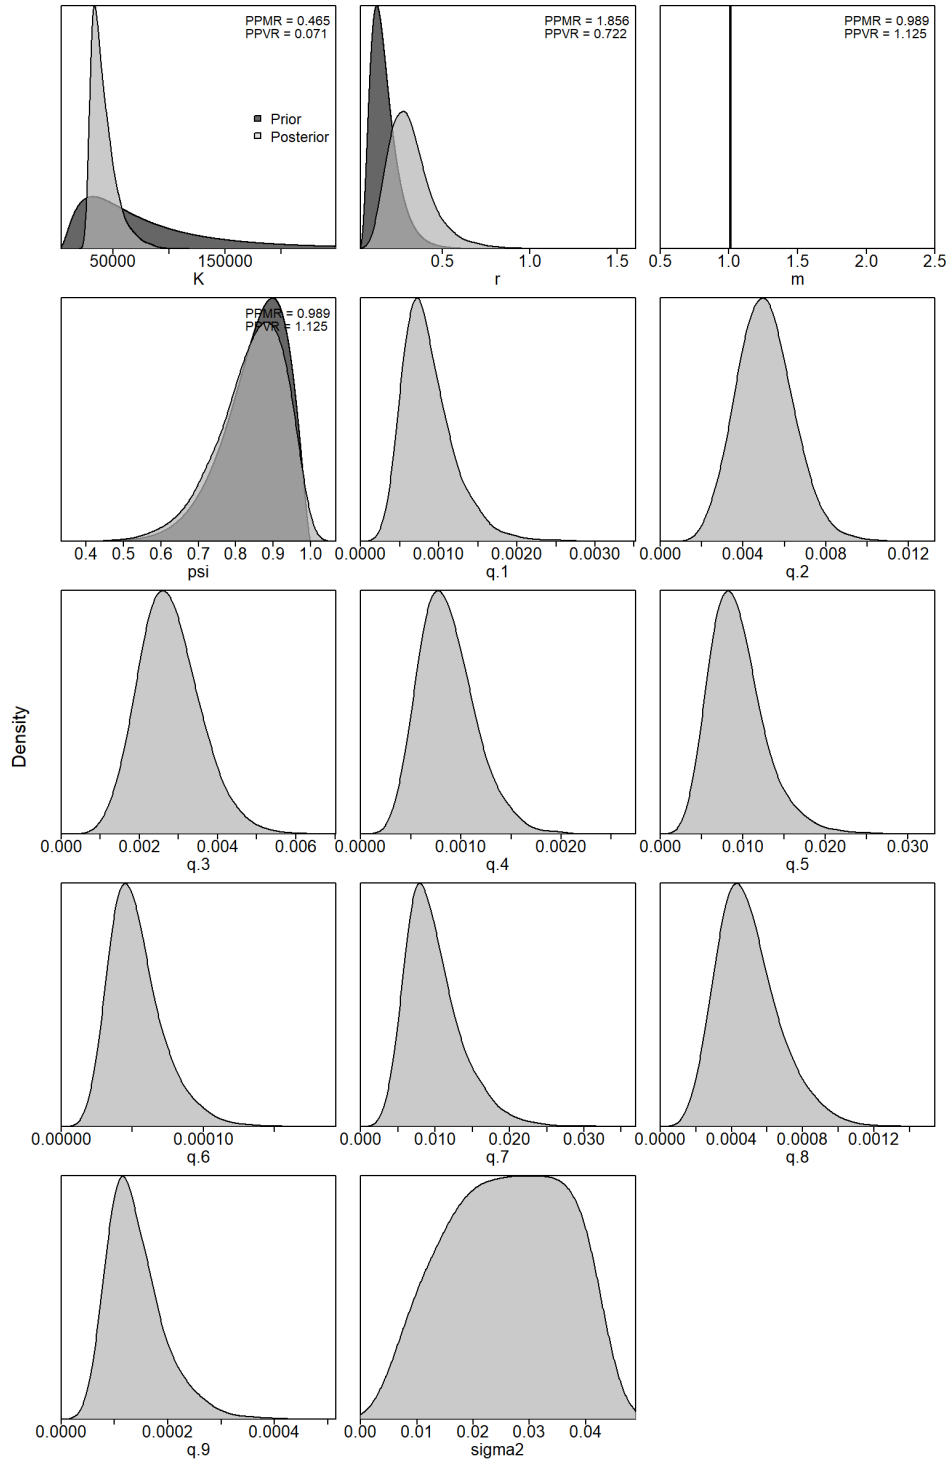 PPMR = 0.465
PPVR = 0.071
Prior
Posterior
50000 150000
K
PPMR = 1.856
PPVR = 0.722
0.5 1.0 1.5
r
PPMR = 0.989
PPVR = 1.125
0.5 1.0 1.5 2.0 2.5
m
PPMR = 0.989
PPVR = 1.125
0.4 0.5 0.6 0.7 0.8 0.9 1.0
psi
0.0000 0.0010 0.0020 0.0030
q.1
0.000 0.004 0.008 0.012
q.2
Density
0.000 0.002 0.004 0.006
q.3
0.0000 0.0010 0.0020
q.4
0.000 0.010 0.020 0.030
q.5
0.00000 0.00010
q.6
0.000 0.010 0.020 0.030
q.7
0.0000 0.0004 0.0008 0.0012
q.8
0.0000 0.0002 0.0004
q.9
0.00 0.01 0.02 0.03 0.04
sigma2